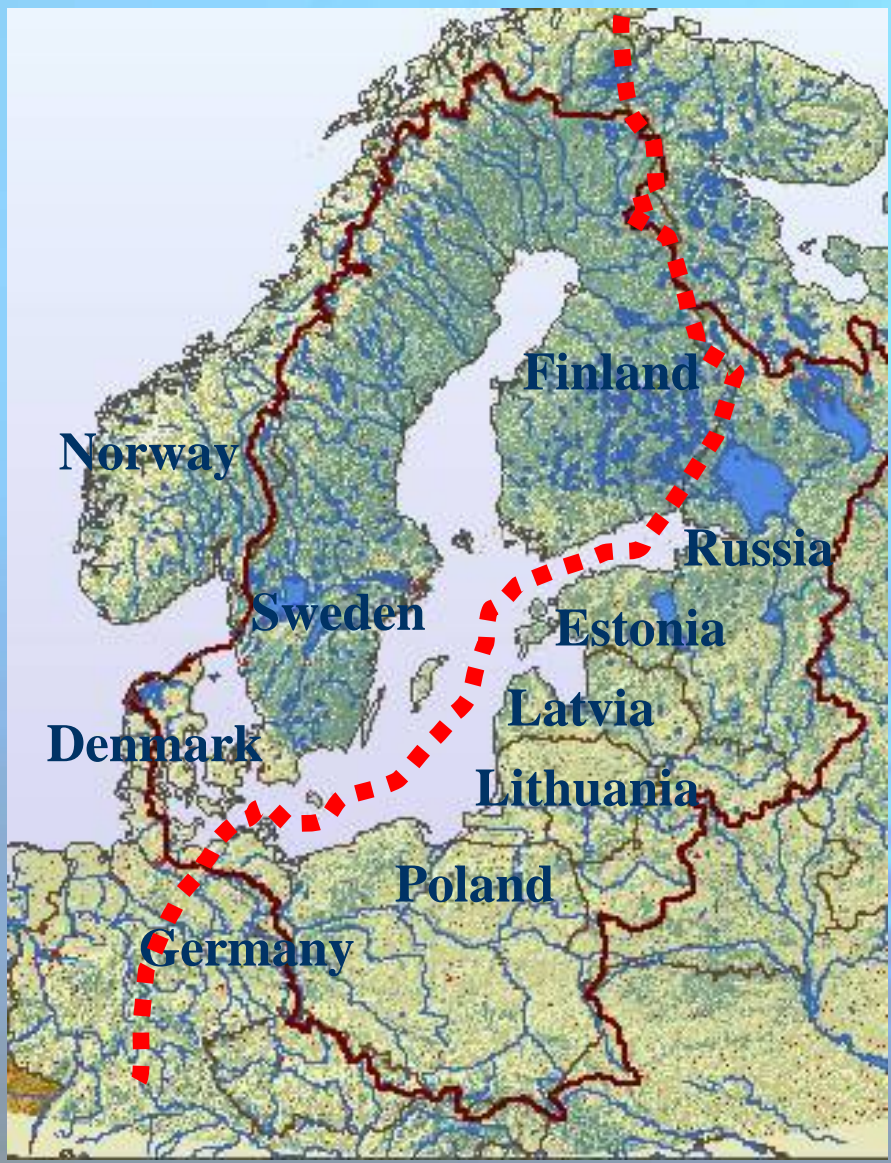 Finland
Norway
Russia
Sweden
Estonia
Latvia
Denmark
Lithuania
Poland
Germany